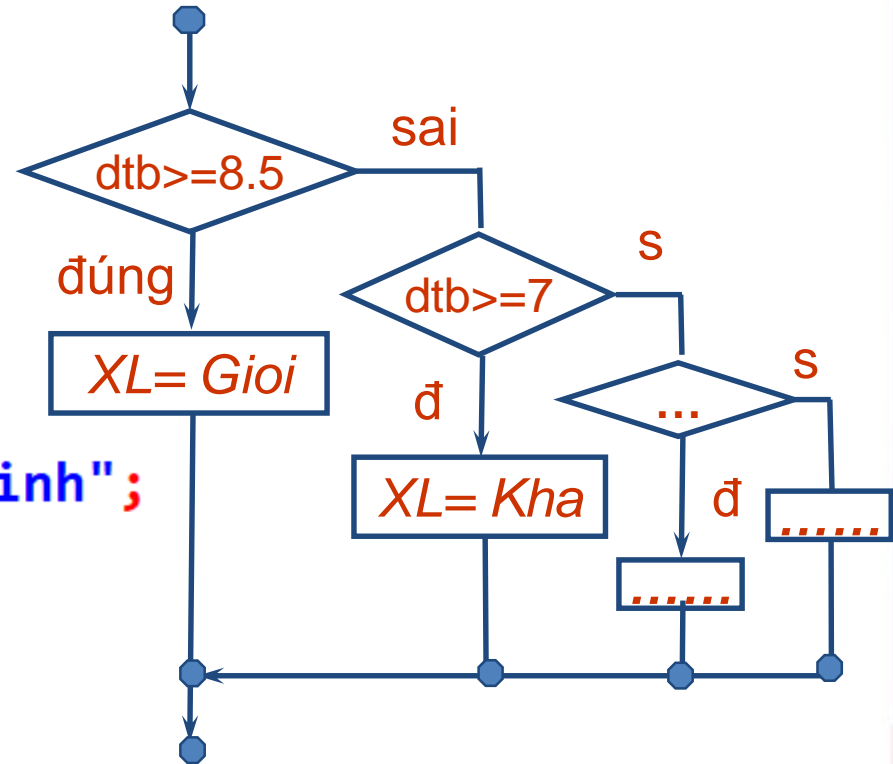 sai
dtb>=8.5
s
đúng
dtb>=7
XL= Gioi
s
đ
...
inh";
XL= Kha
đ
......
......